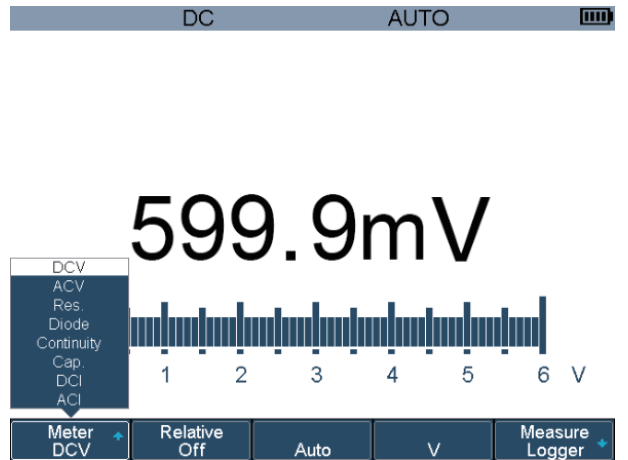 DC AUTO
599.9mV
DCV
ACV
Res.
Diode
Continuity
Cap.
DCI
ACI
1 2 3 4 5 6 V
Meter
DCV
Relative
Off
Auto
V
Measure
Logger